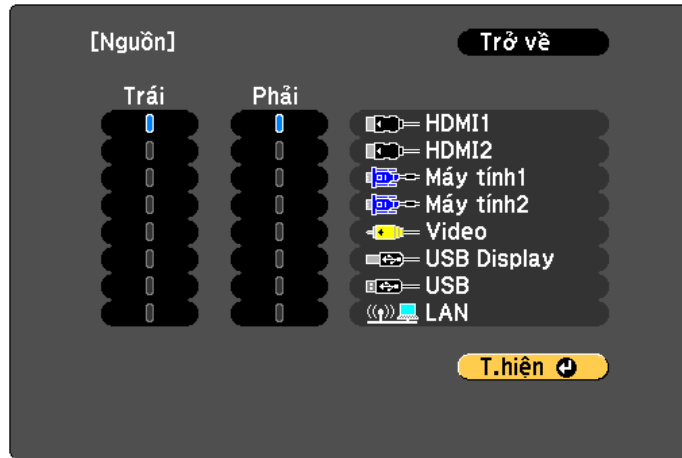 [Nguồn]
Trở về
Trái Phải
HDMI1
HDMI2
Máy tính1
Máy tính2
Video
USB Display
USB
LAN
T.hiện